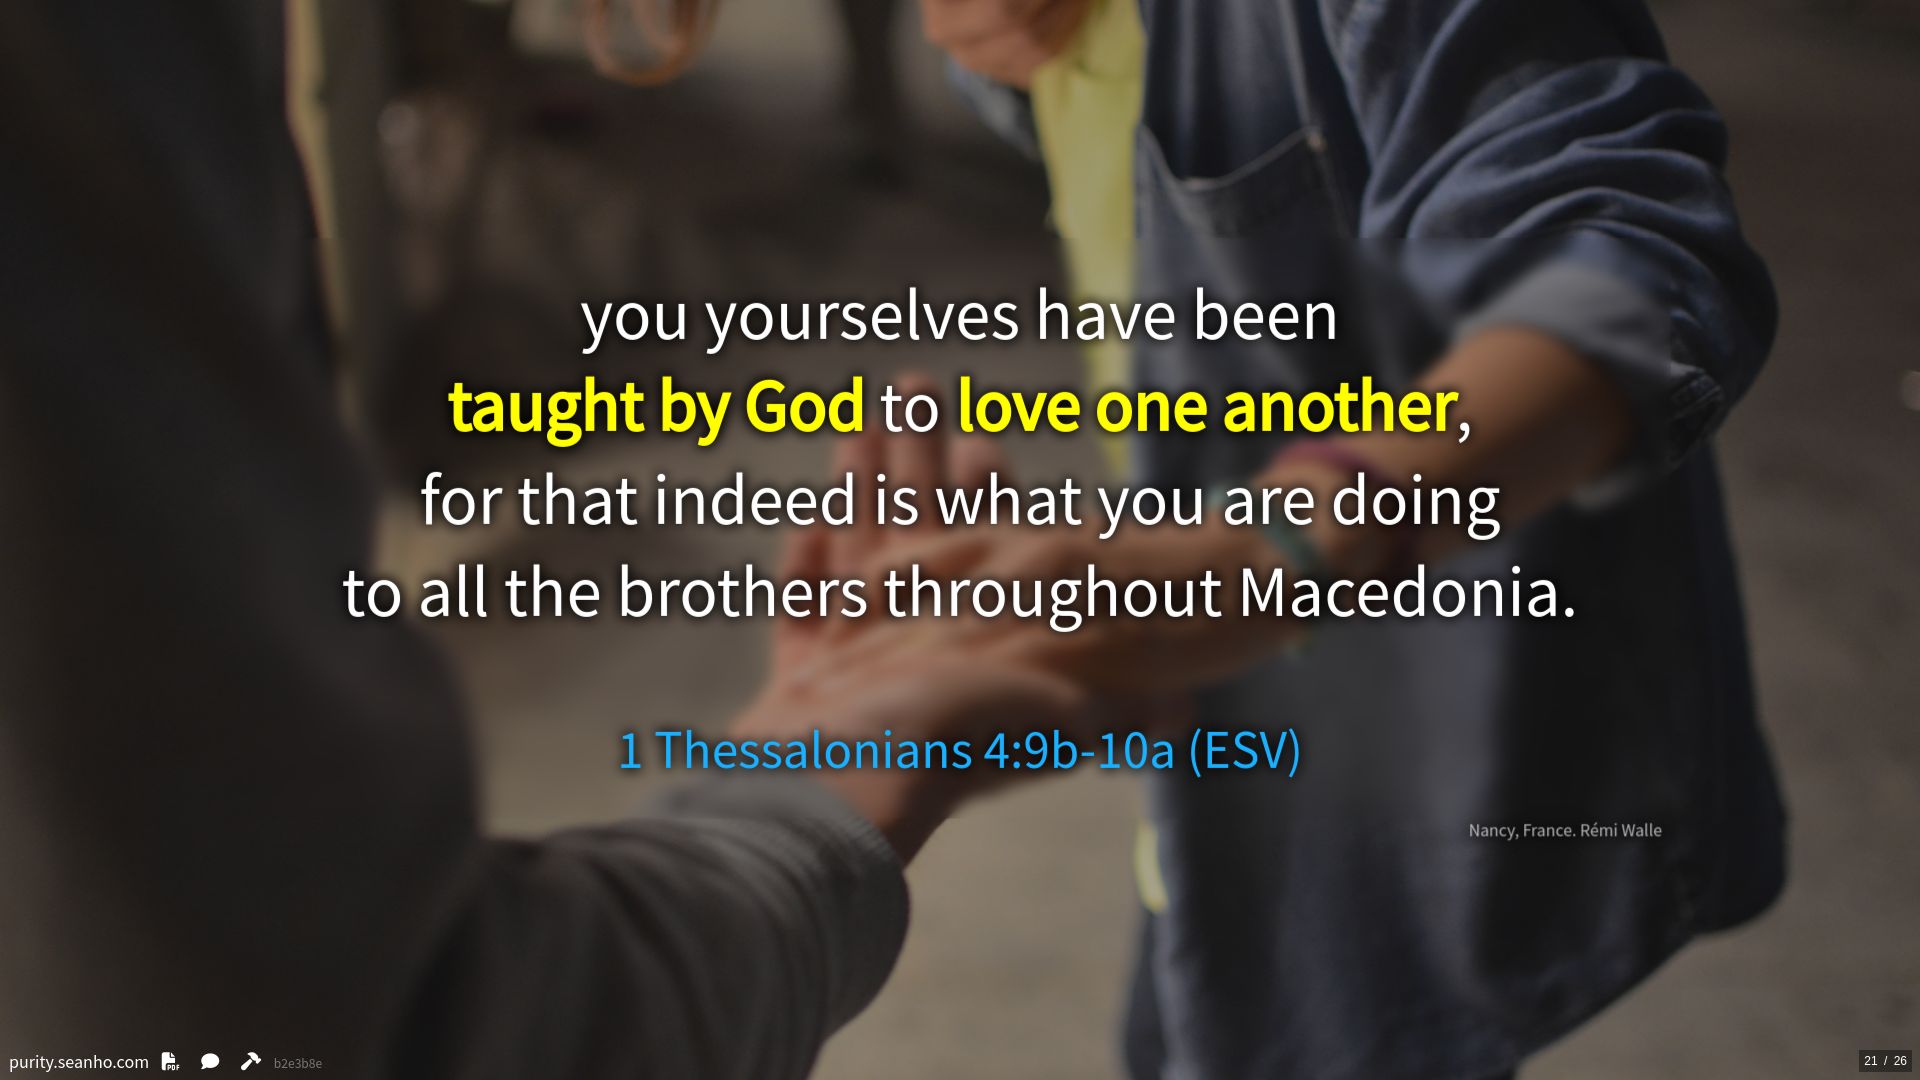 you yourselves have been
taught by God to love one another,
for that indeed is what you are doing
to all the brothers throughout Macedonia.
1 Thessalonians 4:9b-10a (ESV)
Nancy, France. Rémi Walle
purity.seanho.com PDF b2e3b8e
21 / 26